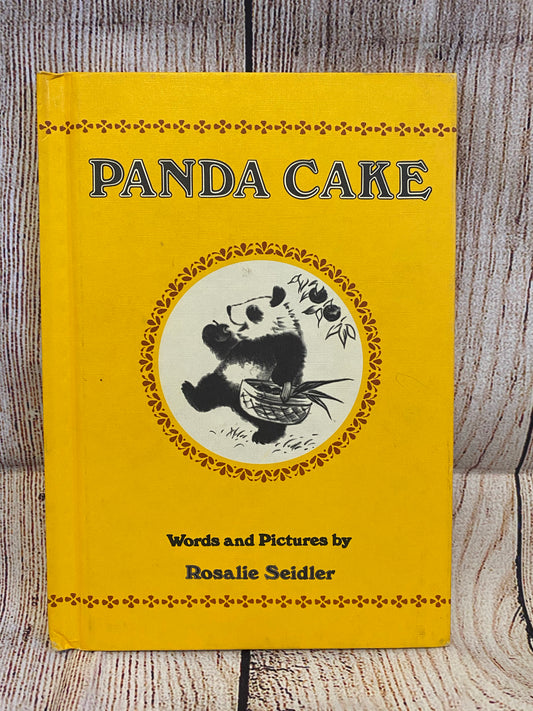 PANDA CAKE
Words and Pictures by
Rosalie Seidler